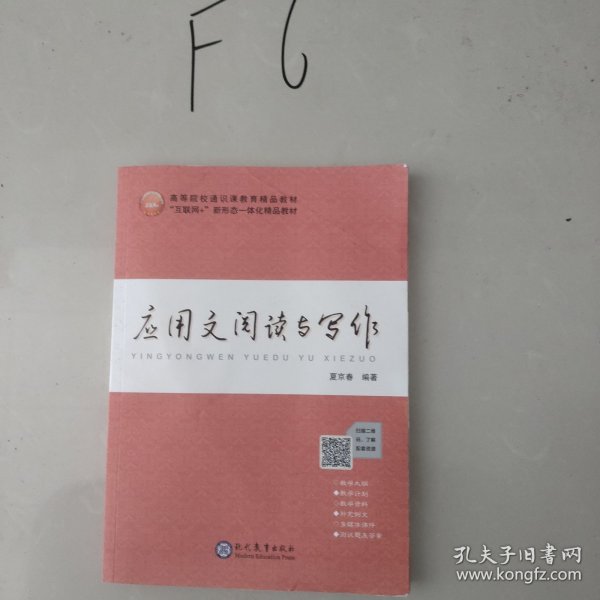 F6
高等院校通识课教育精品教材
“互联网+”新形态一体化精品教材
应用文阅读与写作
YINGYONGWEN YUEDU YU XIEZUO
夏京春 编著
扫描二维
码，了解
配套资源
◇教学大纲
◆教学计划
◇教学资料
◆补充例文
◇多媒体课件
◆测试题及答案
现代教育出版社
Modern Education Press
孔夫子旧书网
www.kongfz.com